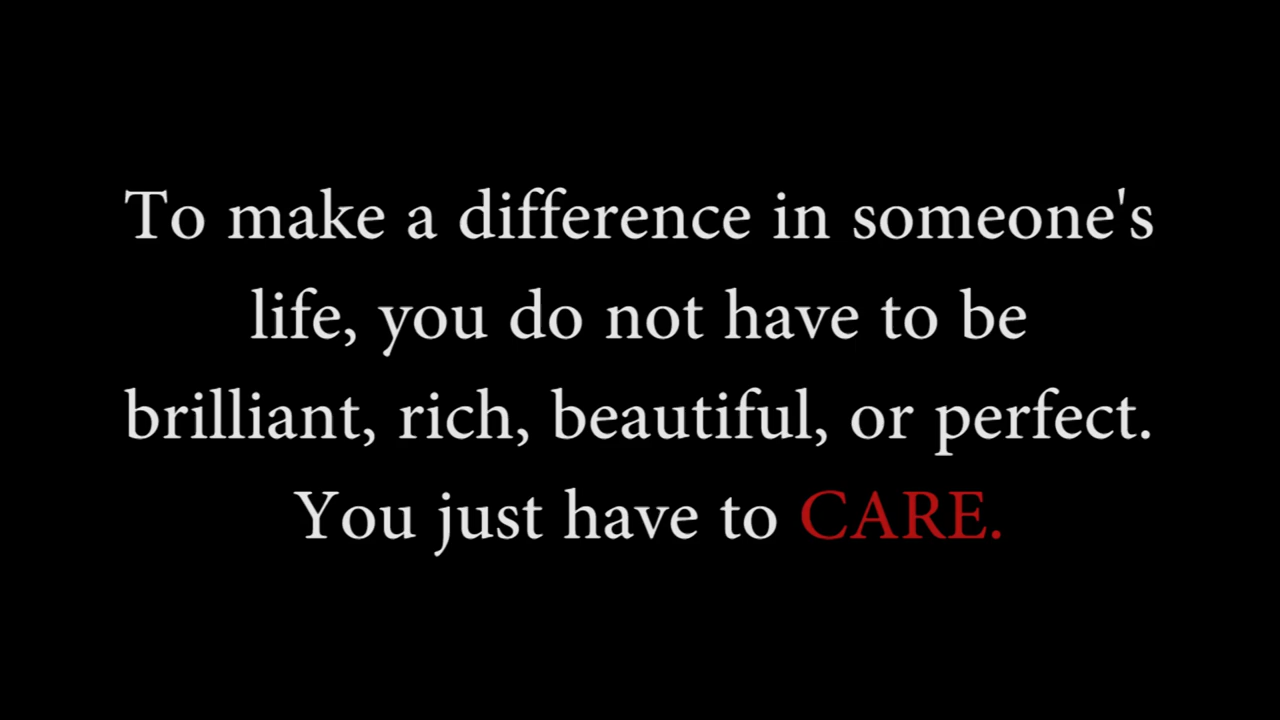 To make a difference in someone's
life, you do not have to be
brilliant, rich, beautiful, or perfect.
You just have to CARE.